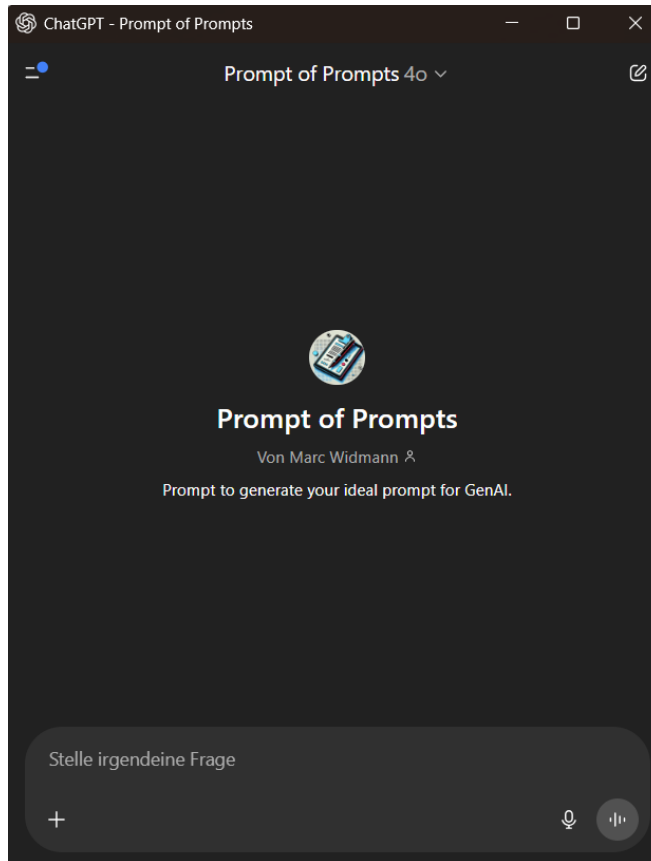 ChatGPT - Prompt of Prompts
Prompt of Prompts 4o
Prompt of Prompts
Von Marc Widmann
Prompt to generate your ideal prompt for GenAI.
Stelle irgendeine Frage